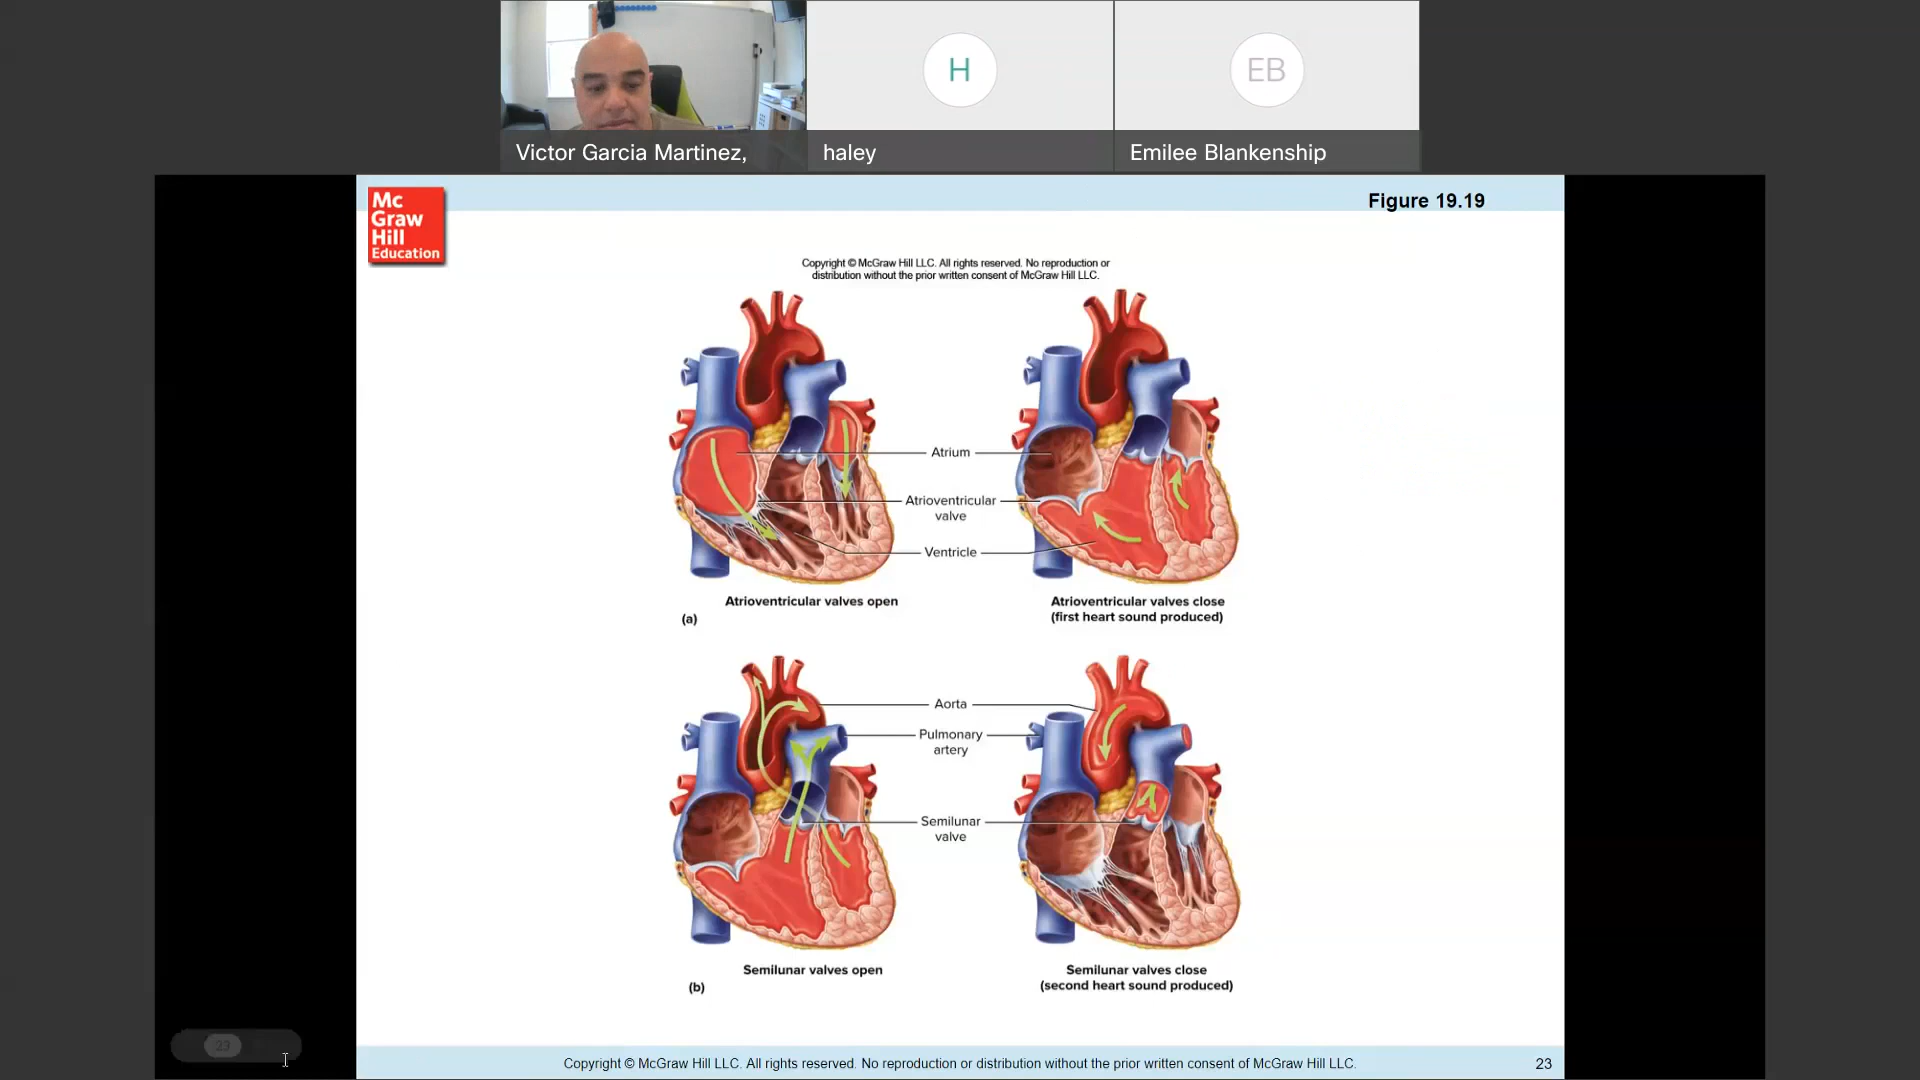 H
EB
Victor Garcia Martinez,
haley
Emilee Blankenship
Mc
Graw
Hill
Education
Figure 19.19
Copyright © McGraw Hill LLC. All rights reserved. No reproduction or
distribution without the prior written consent of McGraw Hill LLC.
Atrium
Atrioventricular
valve
Ventricle
Atrioventricular valves open
Atrioventricular valves close
(first heart sound produced)
(a)
Aorta
Pulmonary
artery
Semilunar
valve
Semilunar valves open
Semilunar valves close
(second heart sound produced)
(b)
23
Copyright © McGraw Hill LLC. All rights reserved. No reproduction or distribution without the prior written consent of McGraw Hill LLC.
23